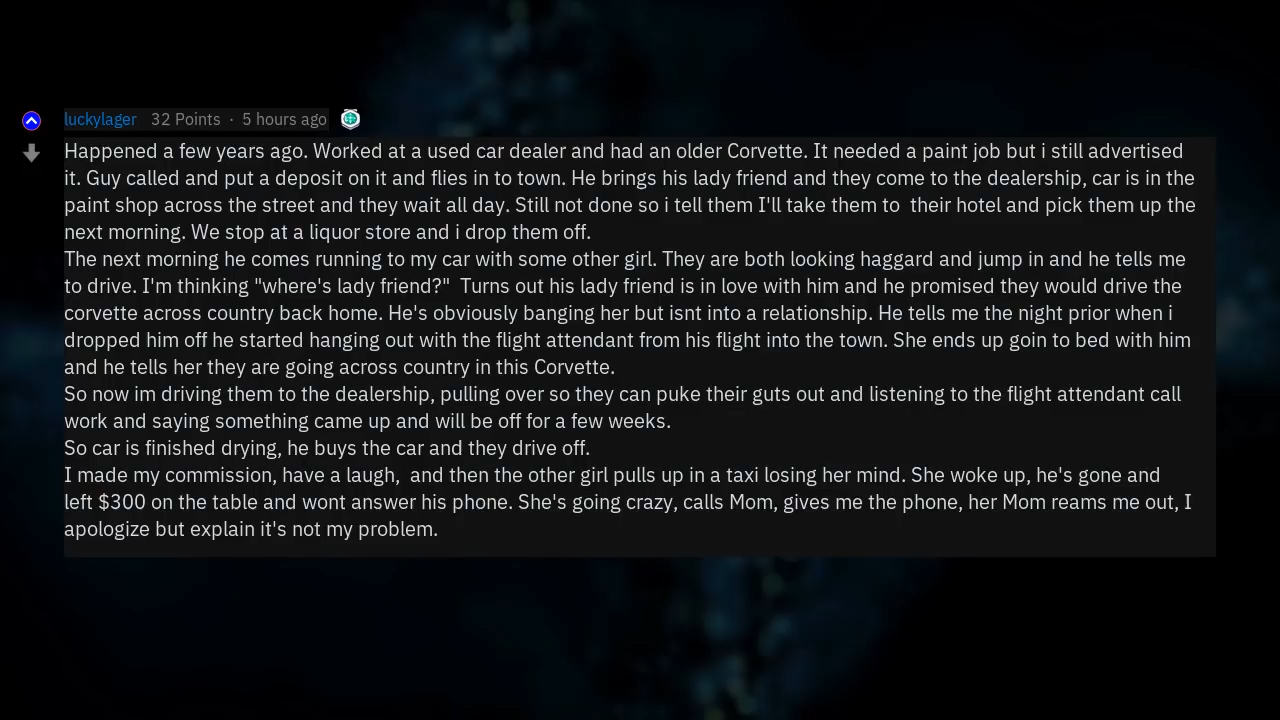 luckylager 32 Points · 5 hours ago
Happened a few years ago. Worked at a used car dealer and had an older Corvette. It needed a paint job but i still advertised
it. Guy called and put a deposit on it and flies in to town. He brings his lady friend and they come to the dealership, car is in the
paint shop across the street and they wait all day. Still not done so i tell them I'll take them to  their hotel and pick them up the
next morning. We stop at a liquor store and i drop them off.
The next morning he comes running to my car with some other girl. They are both looking haggard and jump in and he tells me
to drive. I'm thinking "where's lady friend?"  Turns out his lady friend is in love with him and he promised they would drive the
corvette across country back home. He's obviously banging her but isnt into a relationship. He tells me the night prior when i
dropped him off he started hanging out with the flight attendant from his flight into the town. She ends up goin to bed with him
and he tells her they are going across country in this Corvette.
So now im driving them to the dealership, pulling over so they can puke their guts out and listening to the flight attendant call
work and saying something came up and will be off for a few weeks.
So car is finished drying, he buys the car and they drive off.
I made my commission, have a laugh,  and then the other girl pulls up in a taxi losing her mind. She woke up, he's gone and
left $300 on the table and wont answer his phone. She's going crazy, calls Mom, gives me the phone, her Mom reams me out, I
apologize but explain it's not my problem.